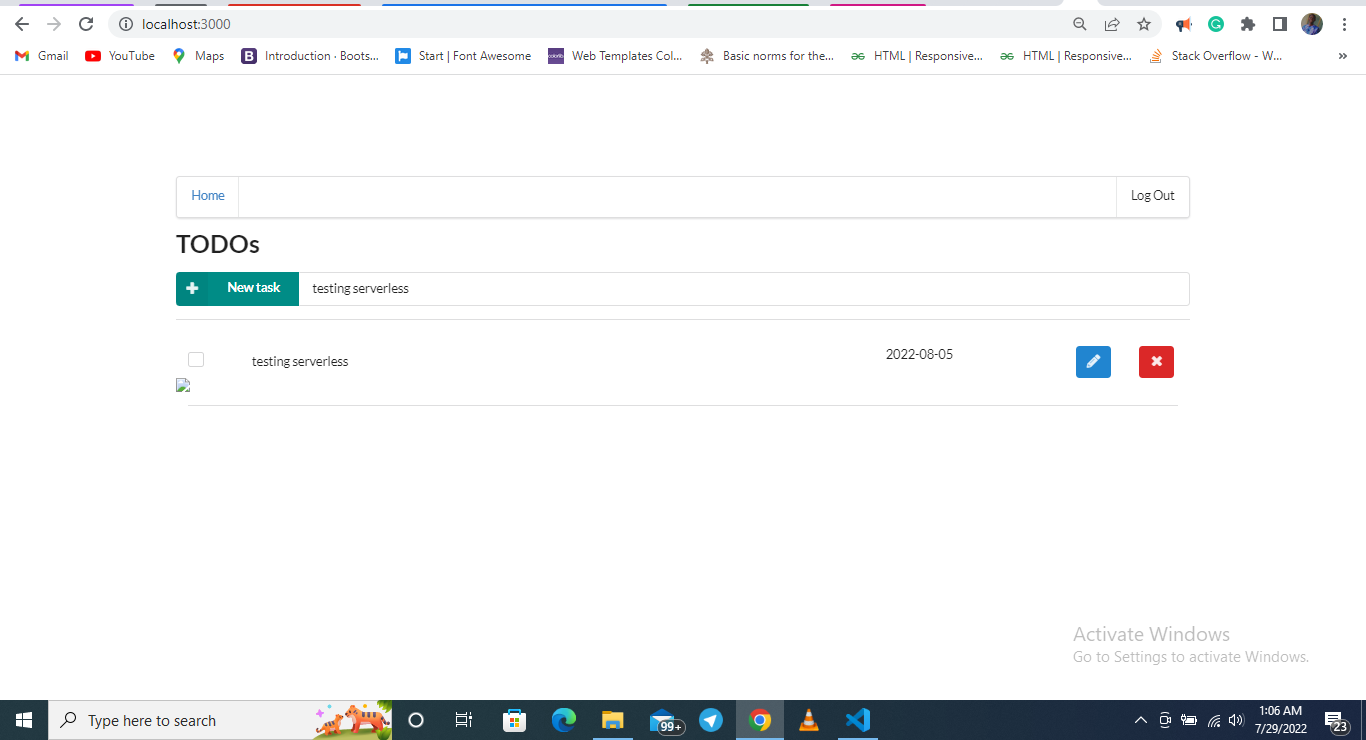 localhost:3000
Gmail YouTube Maps B Introduction · Boots... Start | Font Awesome Web Templates Col... Basic norms for the... HTML | Responsive... HTML | Responsive... Stack Overflow - W... »
Home Log Out
TODOs
New task testing serverless
testing serverless 2022-08-05
Activate Windows
Go to Settings to activate Windows.
Type here to search
99+
1:06 AM
7/29/2022
23